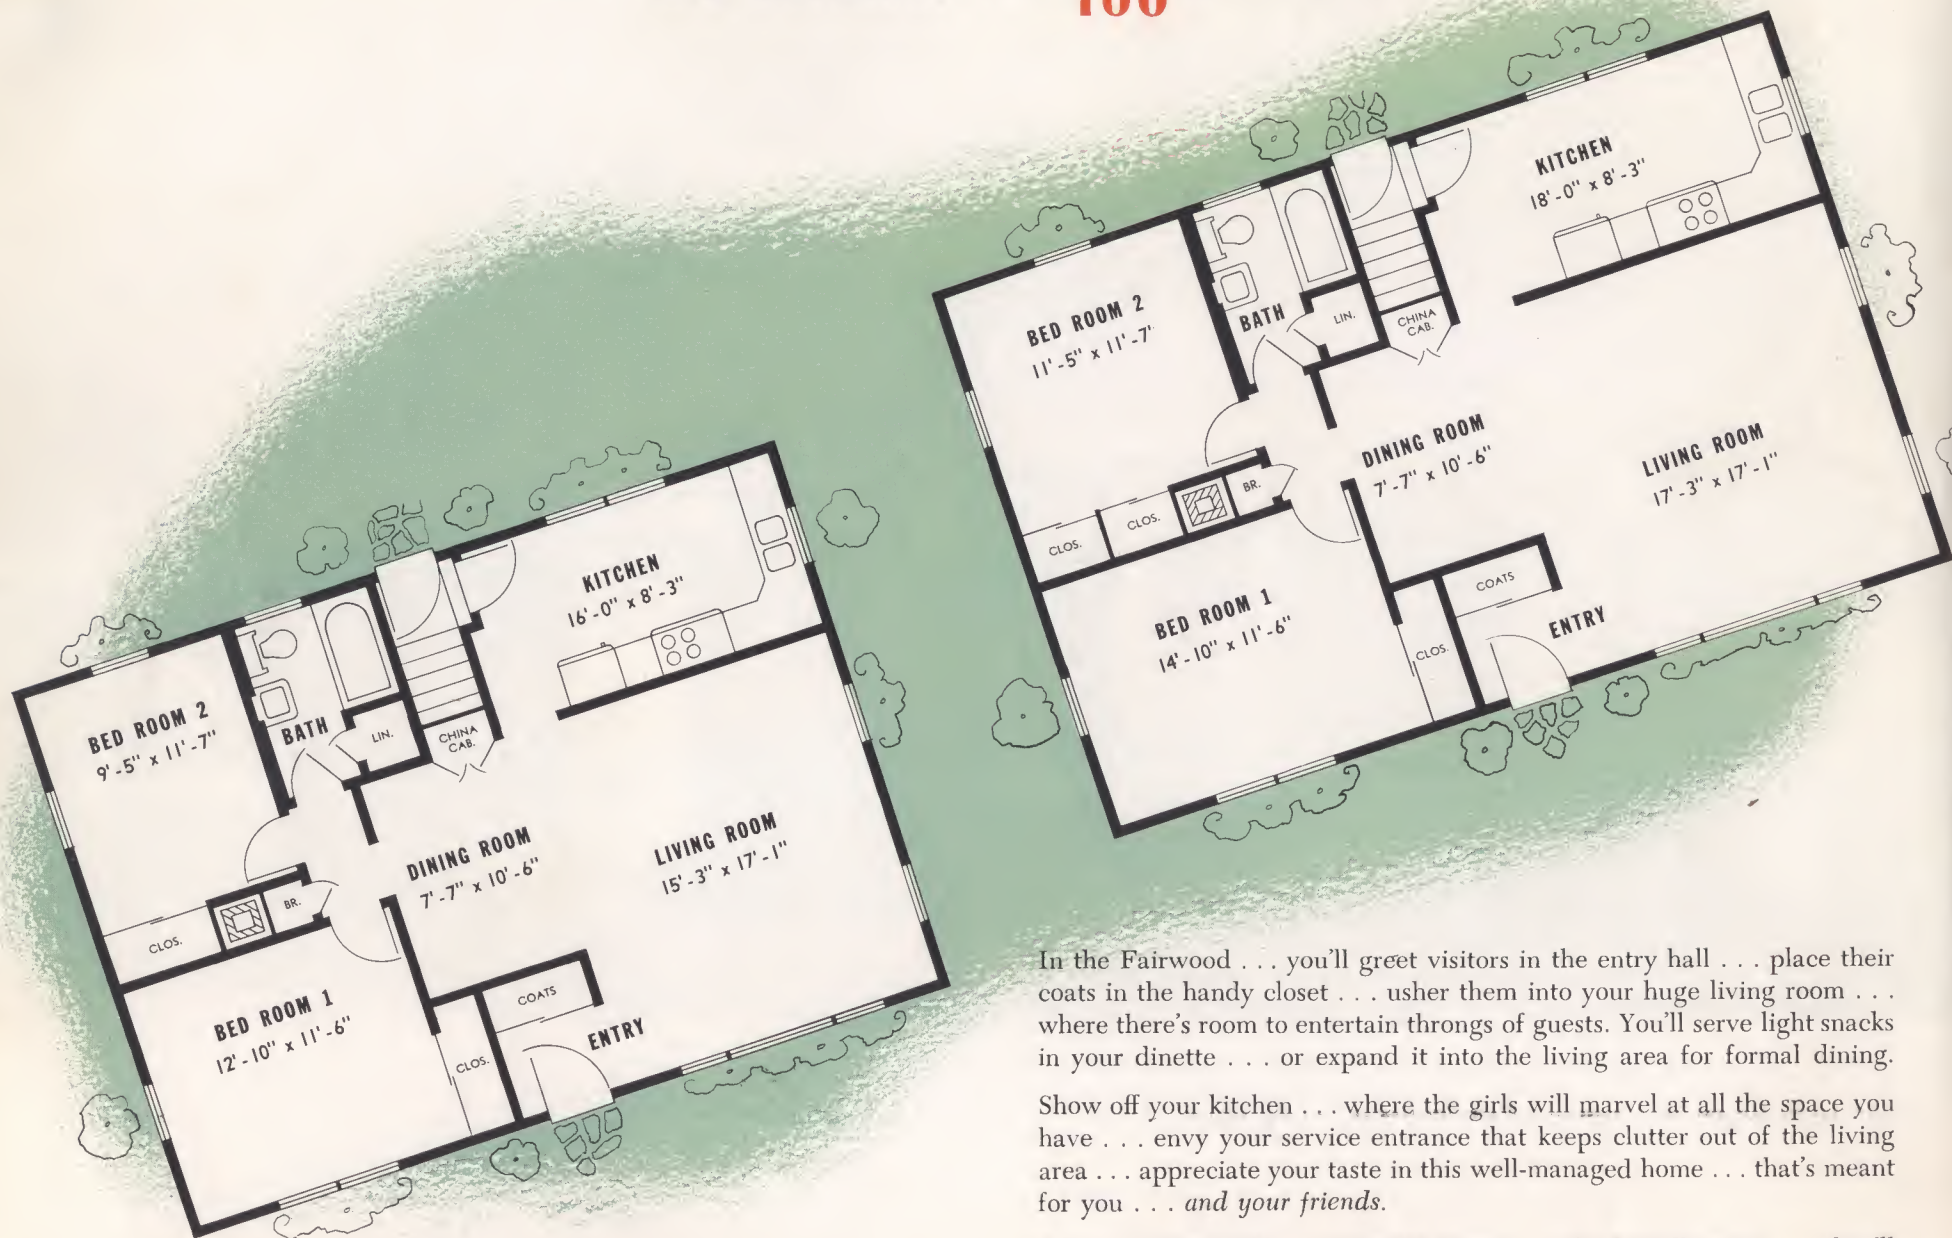 100
BED ROOM 2
9'-5" x 11'-7"
BATH
LIN.
CHINA
CAB.
KITCHEN
16'-0" x 8'-3"
DINING ROOM
7'-7" x 10'-6"
LIVING ROOM
15'-3" x 17'-1"
CLOS.
BR.
BED ROOM 1
12'-10" x 11'-6"
CLOS.
COATS
ENTRY
BED ROOM 2
11'-5" x 11'-7"
BATH
LIN.
CHINA
CAB.
KITCHEN
18'-0" x 8'-3"
DINING ROOM
7'-7" x 10'-6"
LIVING ROOM
17'-3" x 17'-1"
CLOS.
CLOS.
BR.
BED ROOM 1
14'-10" x 11'-6"
CLOS.
COATS
ENTRY
In the Fairwood . . . you'll greet visitors in the entry hall . . . place their
coats in the handy closet . . . usher them into your huge living room . . .
where there's room to entertain throngs of guests. You'll serve light snacks
in your dinette . . . or expand it into the living area for formal dining.
Show off your kitchen . . . where the girls will marvel at all the space you
have . . . envy your service entrance that keeps clutter out of the living
area . . . appreciate your taste in this well-managed home . . . that's meant
for you . . . and your friends.